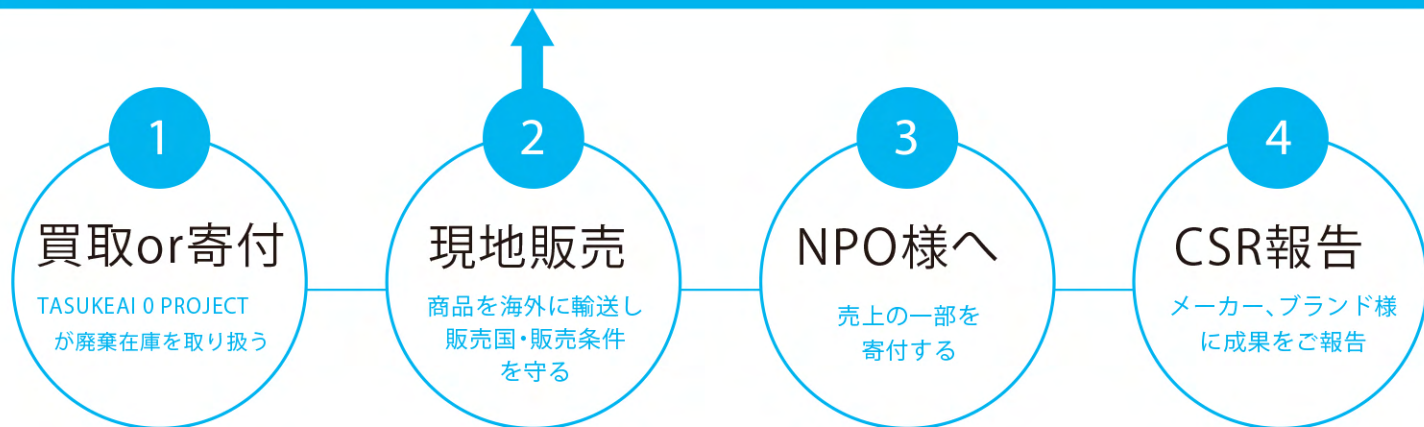 1
買取or寄付
TASUKEAI 0 PROJECT
が廃棄在庫を取り扱う
2
現地販売
商品を海外に輸送し
販売国・販売条件
を守る
3
NPO様へ
売上の一部を
寄付する
4
CSR報告
メーカー、ブランド様
に成果をご報告